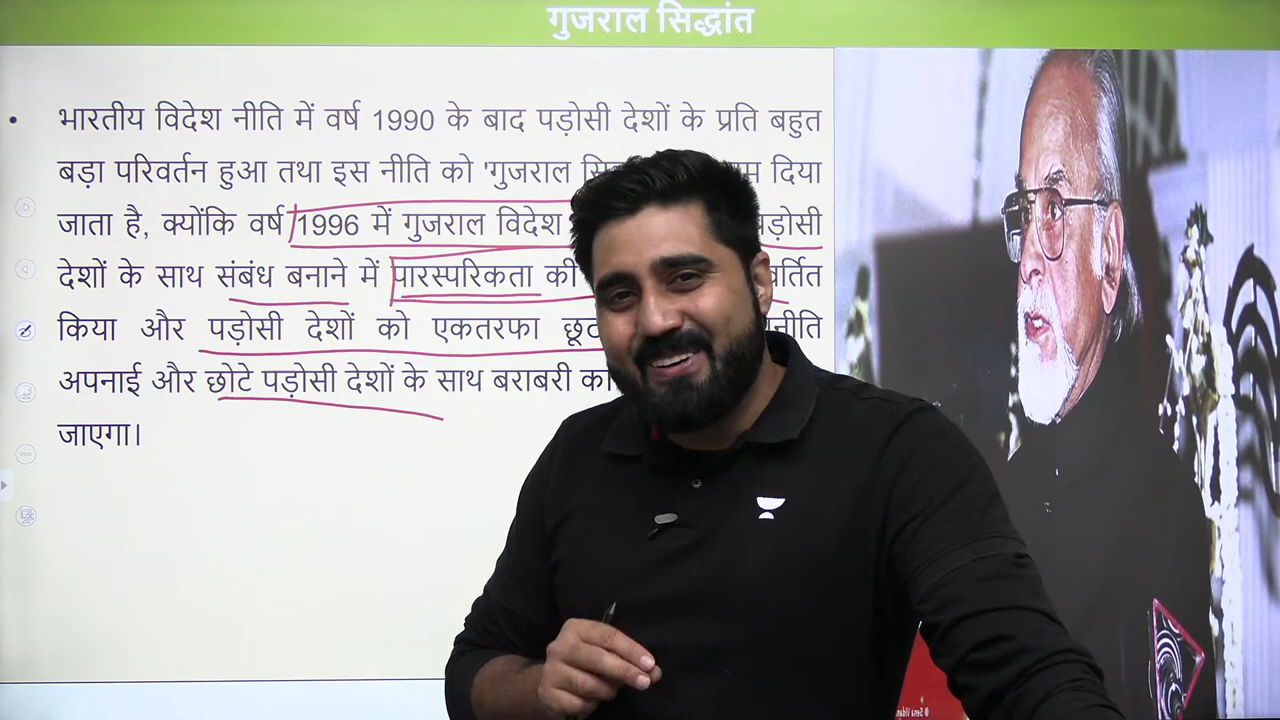 गुजराल सिद्धांत
• भारतीय विदेश नीति में वर्ष 1990 के बाद पड़ोसी देशों के प्रति बहुत
बड़ा परिवर्तन हुआ तथा इस नीति को 'गुजराल दिया
जाता है, क्योंकि वर्ष 1996 में गुजराल विदेश पड़ोसी
देशों के साथ संबंध बनाने में पारस्परिकता की
किया और पड़ोसी देशों को एकतरफा छूट
अपनाई और छोटे पड़ोसी देशों के साथ बराबरी का
जाएगा।